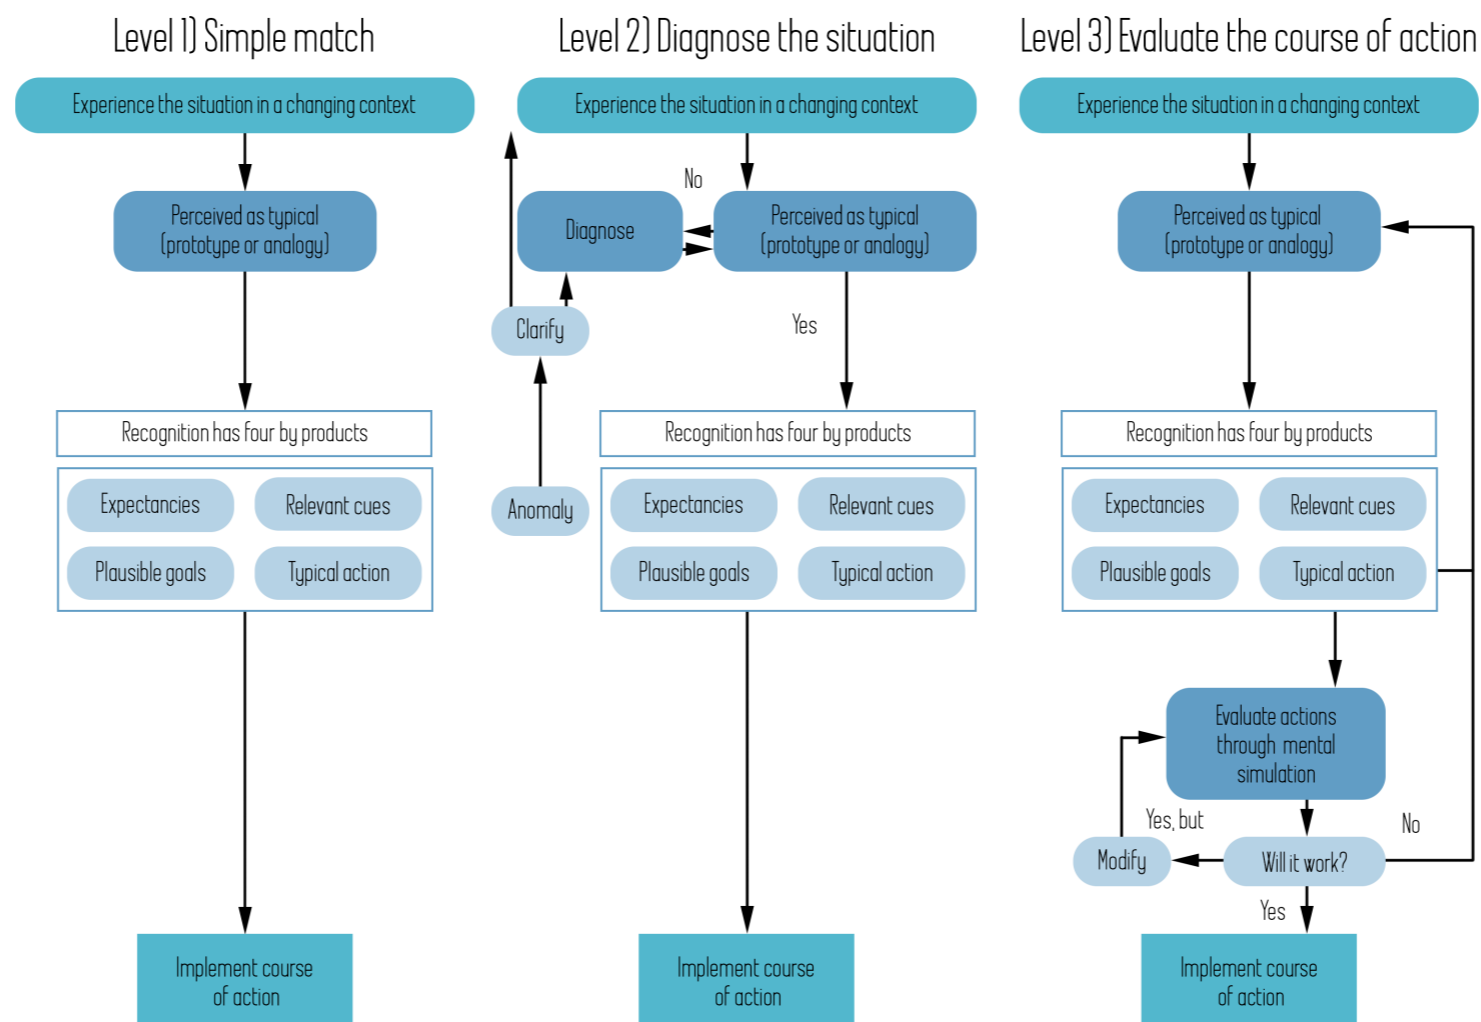 Level 1) Simple match
Experience the situation in a changing context
Perceived as typical
(prototype or analogy)
Recognition has four by products
Expectancies
Relevant cues
Plausible goals
Typical action
Implement course
of action
Level 2) Diagnose the situation
Experience the situation in a changing context
No
Diagnose
Perceived as typical
(prototype or analogy)
Clarify
Yes
Anomaly
Recognition has four by products
Expectancies
Relevant cues
Plausible goals
Typical action
Implement course
of action
Level 3) Evaluate the course of action
Experience the situation in a changing context
Perceived as typical
(prototype or analogy)
Recognition has four by products
Expectancies
Relevant cues
Plausible goals
Typical action
Evaluate actions
through mental
simulation
Yes, but
No
Modify
Will it work?
Yes
Implement course
of action